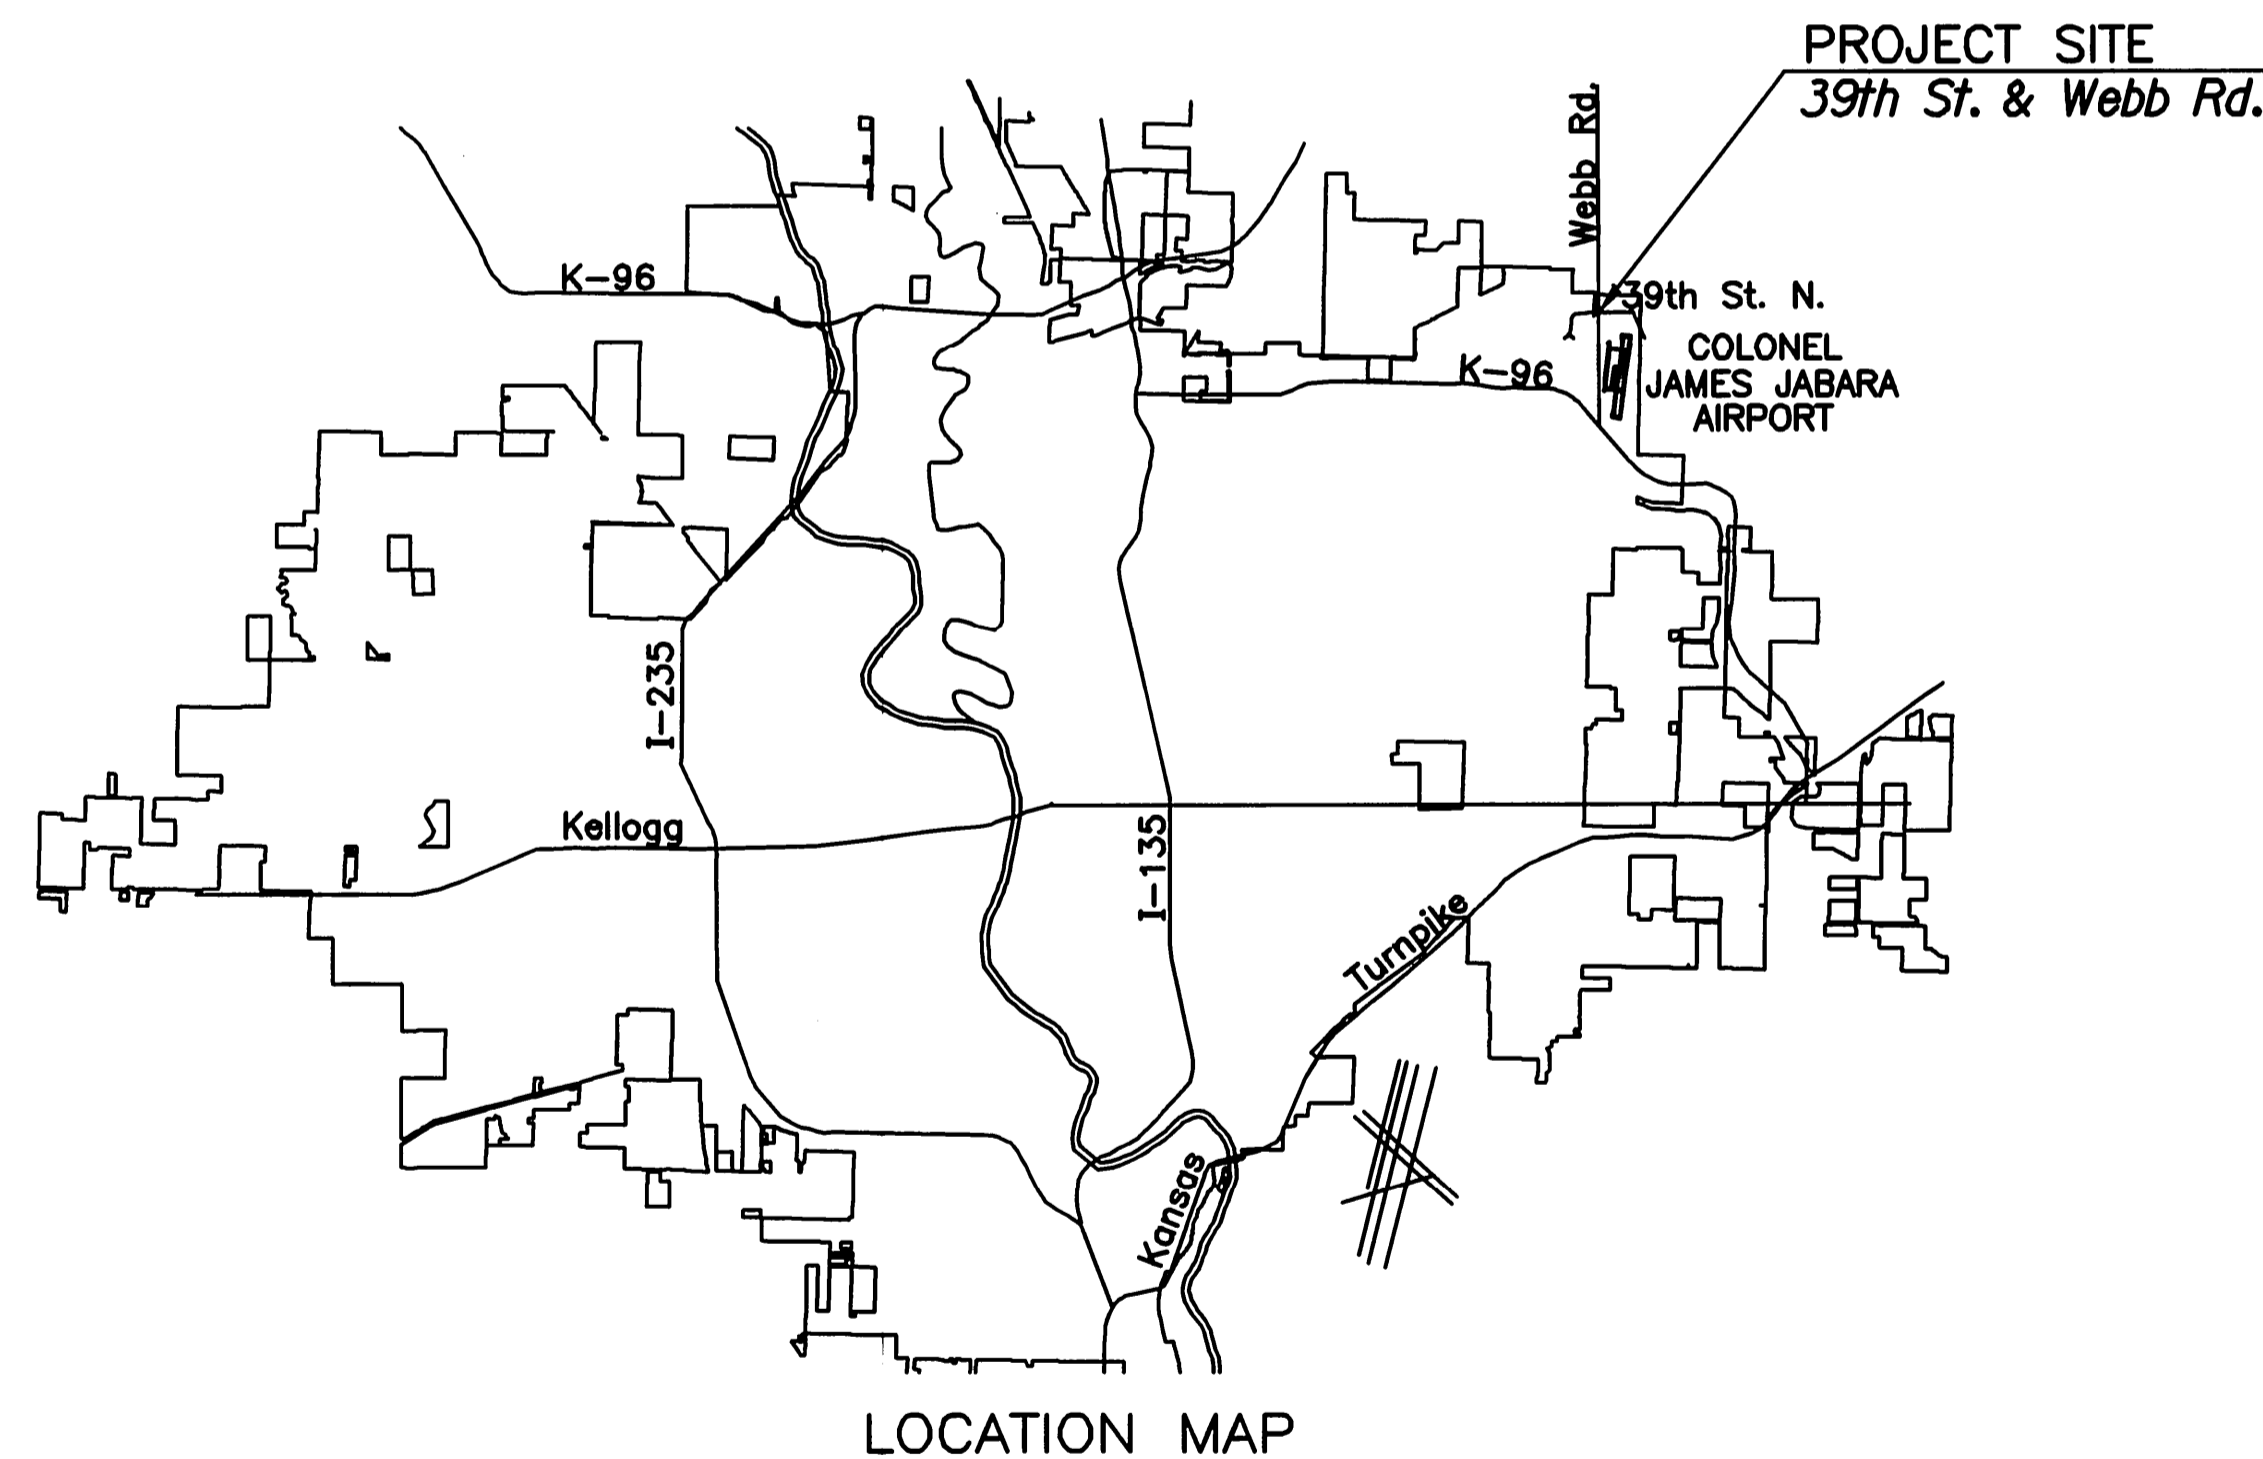 PROJECT SITE
39th St. & Webb Rd.
Webb Rd.
K-96
39th St. N.
COLONEL
JAMES JABARA
AIRPORT
K-96
I-235
Kellogg
I-135
Turnpike
Kansas
LOCATION MAP